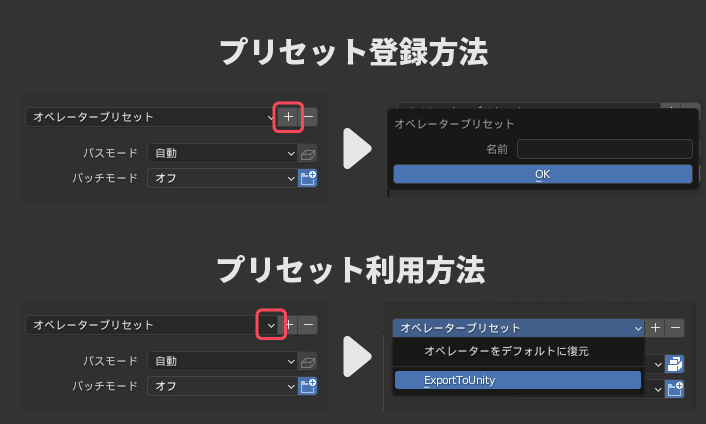 プリセット登録方法
オペレータープリセット
パスモード 自動
バッチモード オフ
オペレータープリセット
名前
OK
プリセット利用方法
オペレータープリセット
パスモード 自動
バッチモード オフ
オペレータープリセット
オペレーターをデフォルトに復元
ExportToUnity